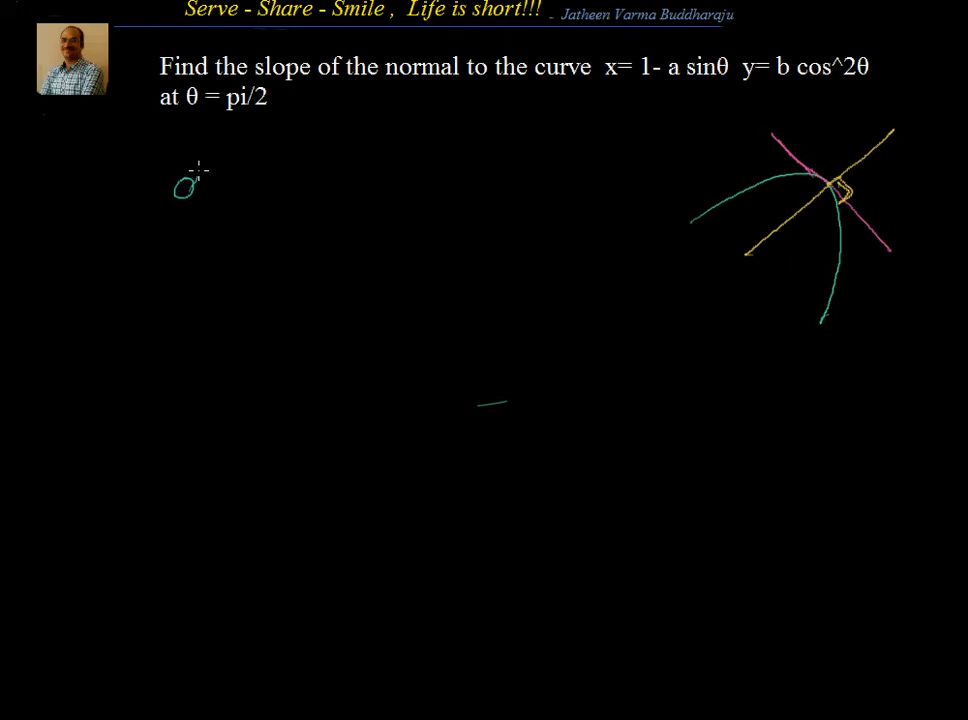 Serve - Share - Smile , Life is short!!! - Jatheen Varma Buddharaju
Find the slope of the normal to the curve x= 1- a sinθ y= b cos^2θ
at θ = pi/2